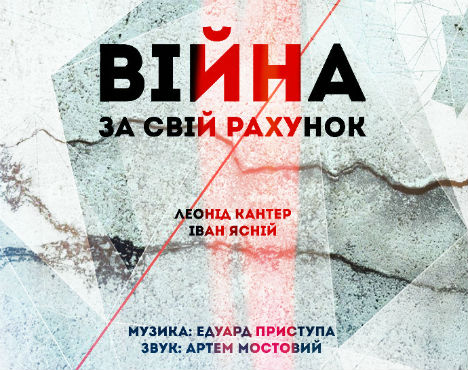 ВІЙНА
ЗА СВІЙ РАХУНОК
ЛЕОНІД КАНТЕР
ІВАН ЯСНІЙ
МУЗИКА: ЕДУАРД ПРИСТУПА
ЗВУК: АРТЕМ МОСТОВИЙ